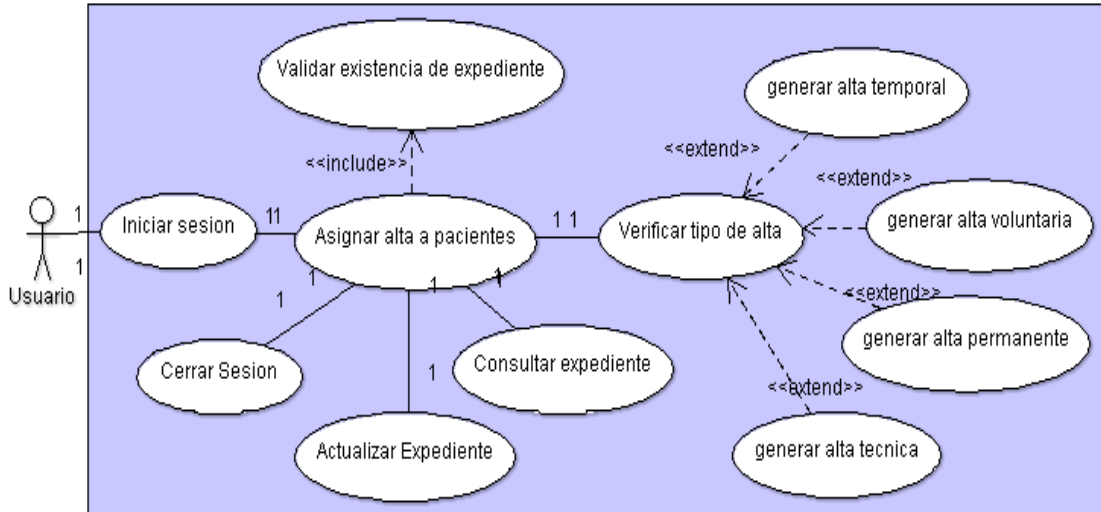 Validar existencia de expediente
generar alta temporal
<<include>>
<<extend>>
<<extend>>
1
Iniciar sesion
11
Asignar alta a pacientes
1 1
Verificar tipo de alta
generar alta voluntaria
1
Usuario
1
1
1
1
<<extend>>
generar alta permanente
Cerrar Sesion
1
Consultar expediente
<<extend>>
Actualizar Expediente
generar alta tecnica